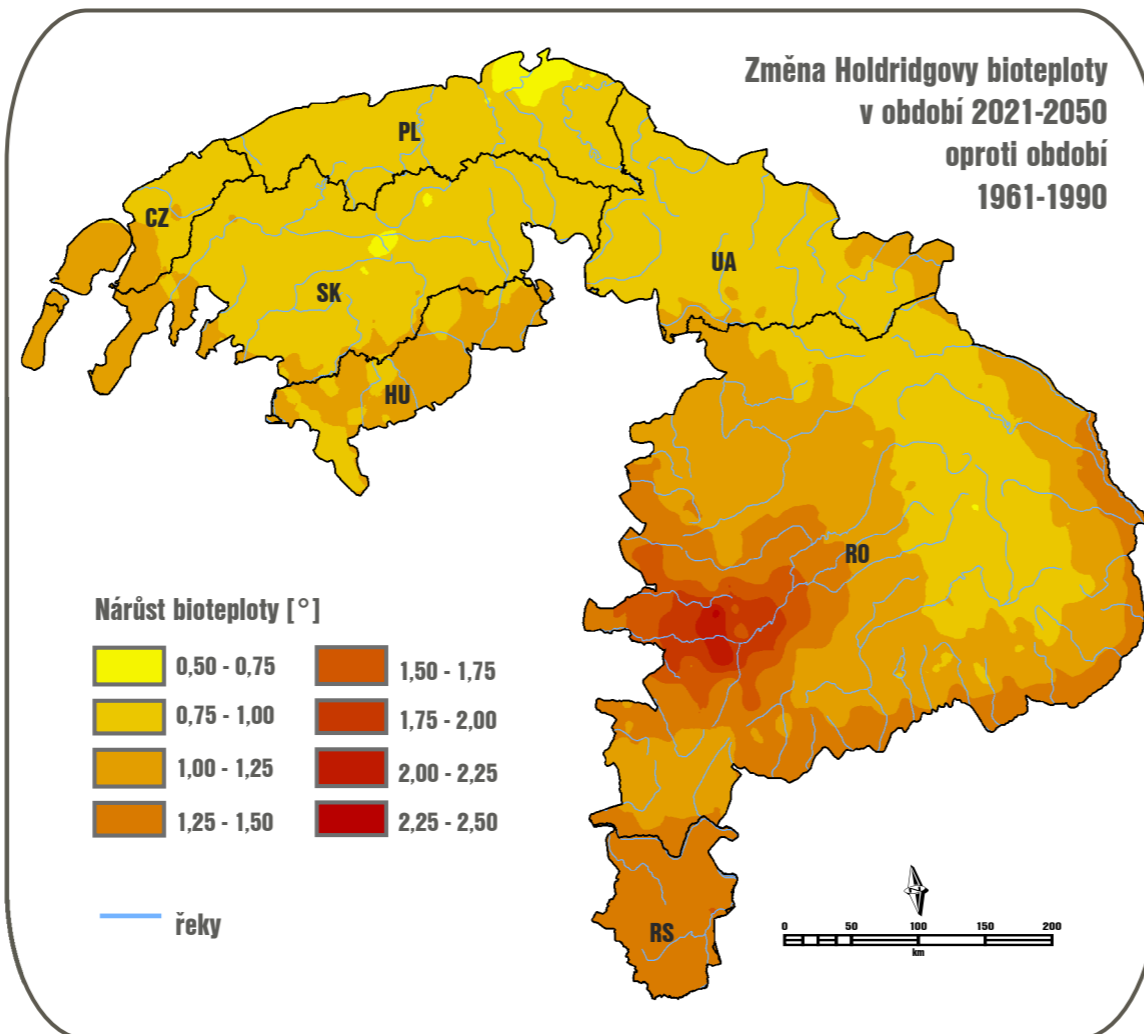 Změna Holdridgovy bioteploty
v období 2021-2050
oproti období
1961-1990
PL
CZ
SK
UA
HU
RO
RS
Nárůst bioteploty [°]
0,50 - 0,75
0,75 - 1,00
1,00 - 1,25
1,25 - 1,50
1,50 - 1,75
1,75 - 2,00
2,00 - 2,25
2,25 - 2,50
řeky
0 50 100 150 200
km